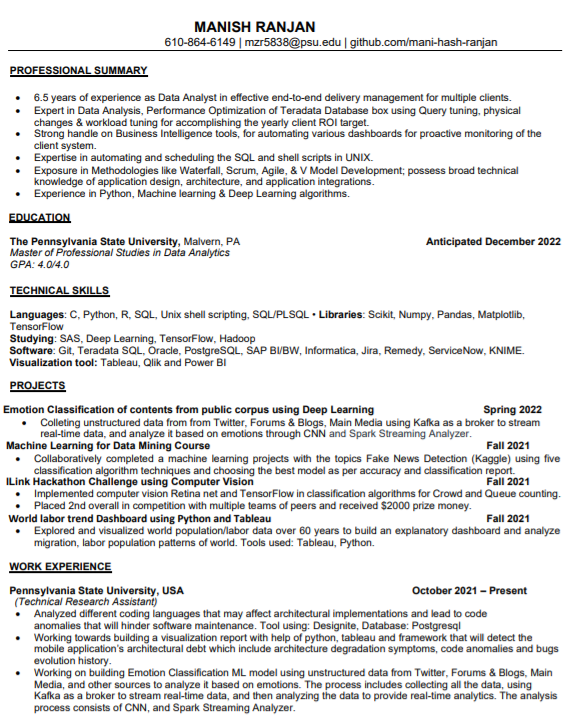 MANISH RANJAN
610-864-6149 | mzr5838@psu.edu | github.com/mani-hash-ranjan
PROFESSIONAL SUMMARY
• 6.5 years of experience as Data Analyst in effective end-to-end delivery management for multiple clients.
• Expert in Data Analysis, Performance Optimization of Teradata Database box using Query tuning, physical
changes & workload tuning for accomplishing the yearly client ROI target.
• Strong handle on Business Intelligence tools, for automating various dashboards for proactive monitoring of the
client system.
• Expertise in automating and scheduling the SQL and shell scripts in UNIX.
• Exposure in Methodologies like Waterfall, Scrum, Agile, & V Model Development; possess broad technical
knowledge of application design, architecture, and application integrations.
• Experience in Python, Machine learning & Deep Learning algorithms.
EDUCATION
The Pennsylvania State University, Malvern, PA Anticipated December 2022
Master of Professional Studies in Data Analytics
GPA: 4.0/4.0
TECHNICAL SKILLS
Languages: C, Python, R, SQL, Unix shell scripting, SQL/PLSQL • Libraries: Scikit, Numpy, Pandas, Matplotlib,
TensorFlow
Studying: SAS, Deep Learning, TensorFlow, Hadoop
Software: Git, Teradata SQL, Oracle, PostgreSQL, SAP BI/BW, Informatica, Jira, Remedy, ServiceNow, KNIME.
Visualization tool: Tableau, Qlik and Power BI
PROJECTS
Emotion Classification of contents from public corpus using Deep Learning Spring 2022
• Colleting unstructured data from from Twitter, Forums & Blogs, Main Media using Kafka as a broker to stream
real-time data, and analyze it based on emotions through CNN and Spark Streaming Analyzer.
Machine Learning for Data Mining Course Fall 2021
• Collaboratively completed a machine learning projects with the topics Fake News Detection (Kaggle) using five
classification algorithm techniques and choosing the best model as per accuracy and classification report.
ILink Hackathon Challenge using Computer Vision Fall 2021
• Implemented computer vision Retina net and TensorFlow in classification algorithms for Crowd and Queue counting.
• Placed 2nd overall in competition with multiple teams of peers and received $2000 prize money.
World labor trend Dashboard using Python and Tableau Fall 2021
• Explored and visualized world population/labor data over 60 years to build an explanatory dashboard and analyze
migration, labor population patterns of world. Tools used: Tableau, Python.
WORK EXPERIENCE
Pennsylvania State University, USA October 2021 – Present
(Technical Research Assistant)
• Analyzed different coding languages that may affect architectural implementations and lead to code
anomalies that will hinder software maintenance. Tool using: Designite, Database: Postgresql
• Working towards building a visualization report with help of python, tableau and framework that will detect the
mobile application's architectural debt which include architecture degradation symptoms, code anomalies and bugs
evolution history.
• Working on building Emotion Classification ML model using unstructured data from Twitter, Forums & Blogs, Main
Media, and other sources to analyze it based on emotions. The process includes collecting all the data, using
Kafka as a broker to stream real-time data, and then analyzing the data to provide real-time analytics. The analysis
process consists of CNN, and Spark Streaming Analyzer.